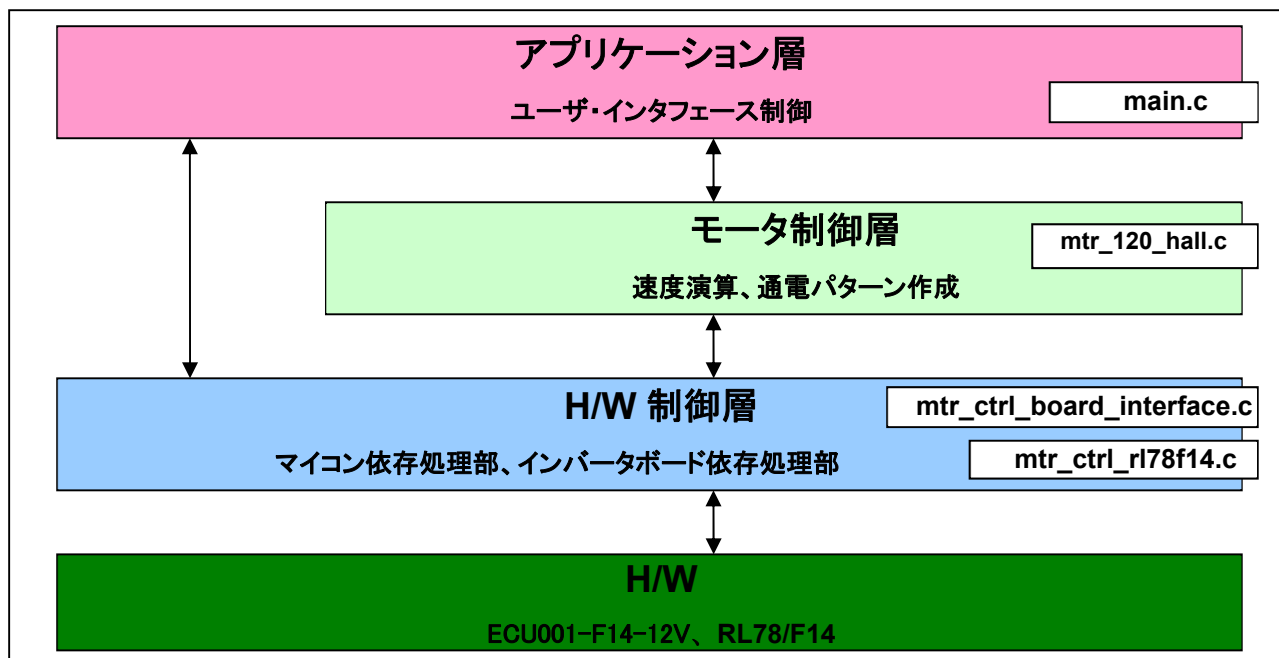 アプリケーション層
ユーザ・インタフェース制御
main.c
モータ制御層
mtr_120_hall.c
速度演算、通電パターン作成
H/W 制御層
mtr_ctrl_board_interface.c
マイコン依存処理部、インバータボード依存処理部
mtr_ctrl_rl78f14.c
H/W
ECU001-F14-12V、 RL78/F14